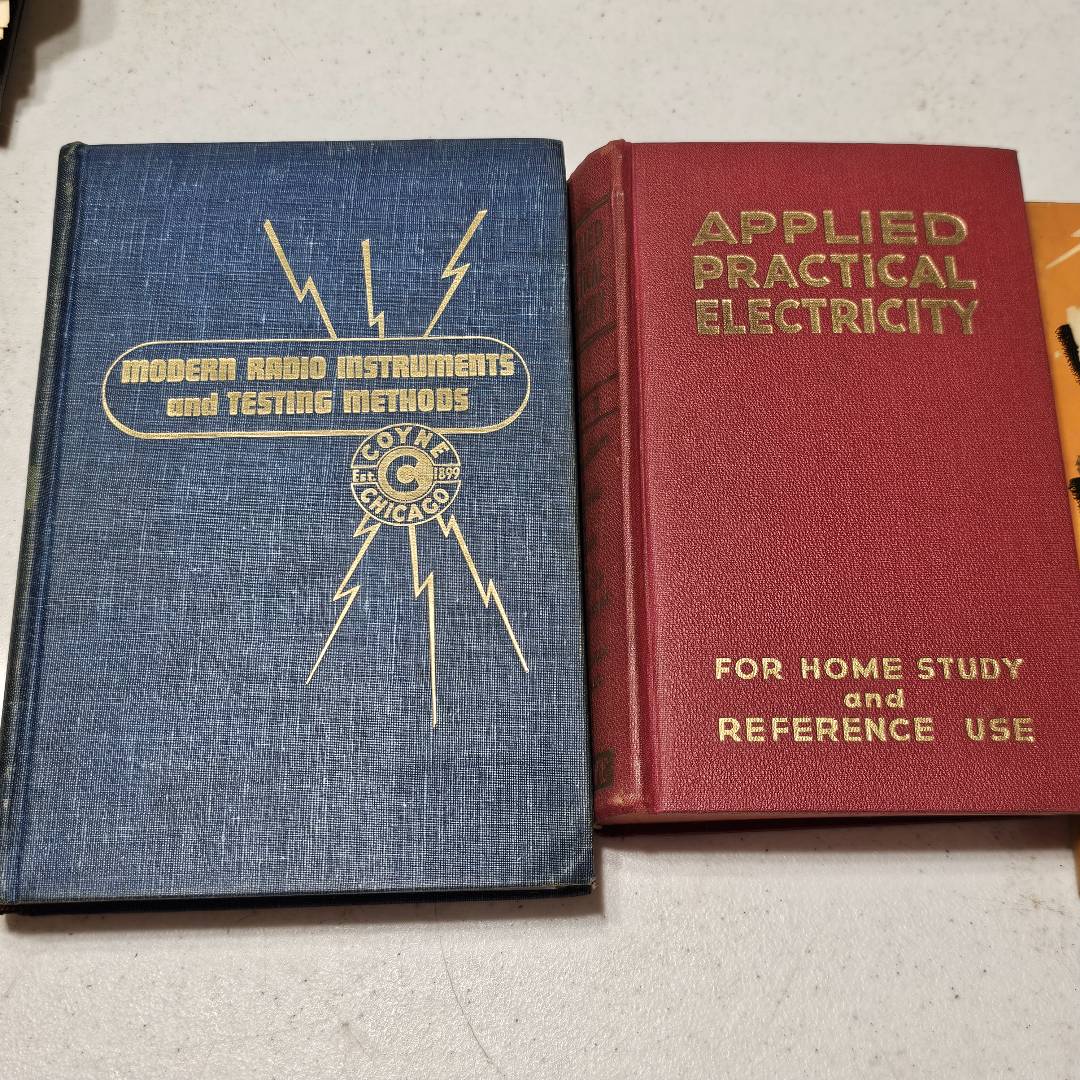 MODERN RADIO INSTRUMENTS
and TESTING METHODS
COYNE
Est. C 1899
CHICAGO
APPLIED
PRACTICAL
ELECTRICITY
FOR HOME STUDY
and
REFERENCE USE